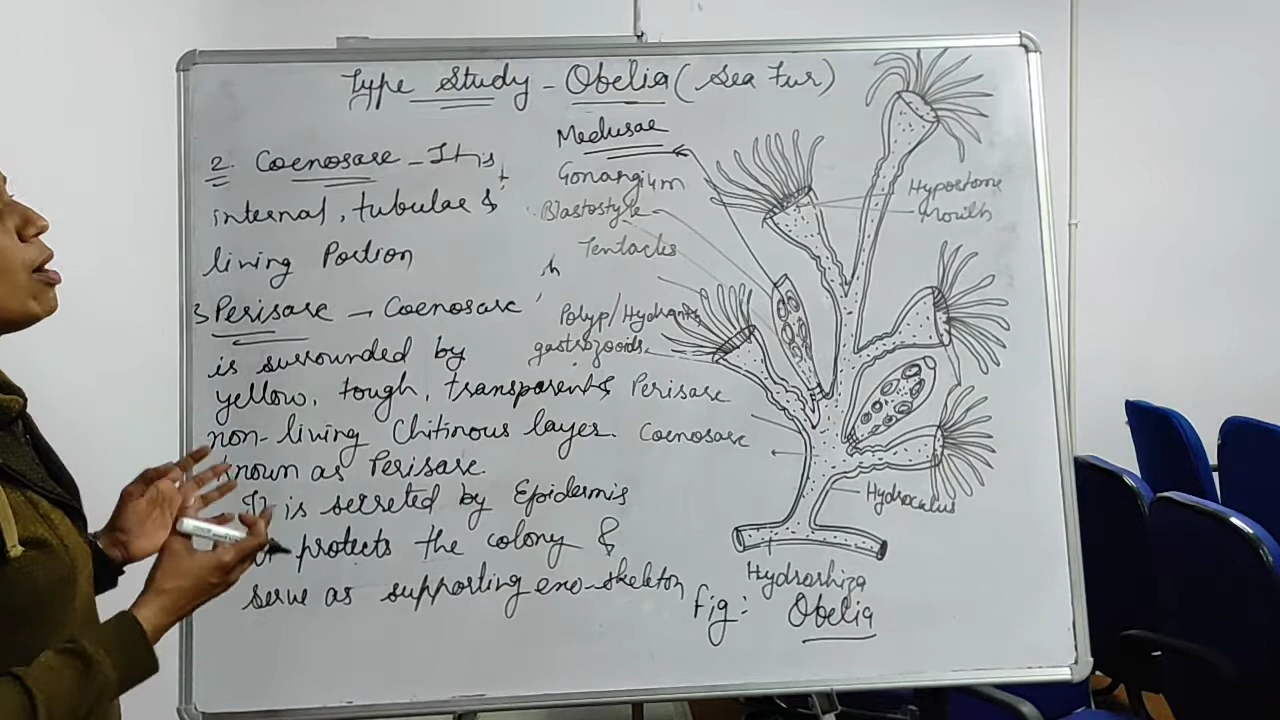 Type Study - Obelia (Sea Fur)
2. Coenosarc - It is
internal, tubular &
living Portion
3 Perisarc → Coenosarc
is surrounded by
yellow, tough, transparent &
non-living Chitinous layer.
known as Perisarc.
It is secreted by Epidermis
protects the colony &
serve as supporting exo-skeleton
Medusae
Gonangium
Blastostyle
Tentacles
Polyp/Hydranth
gastrozooids
Perisarc
Coenosarc
Hypostome
Mouth
Hydroculus
Hydrorhiza
Fig:- Obelia